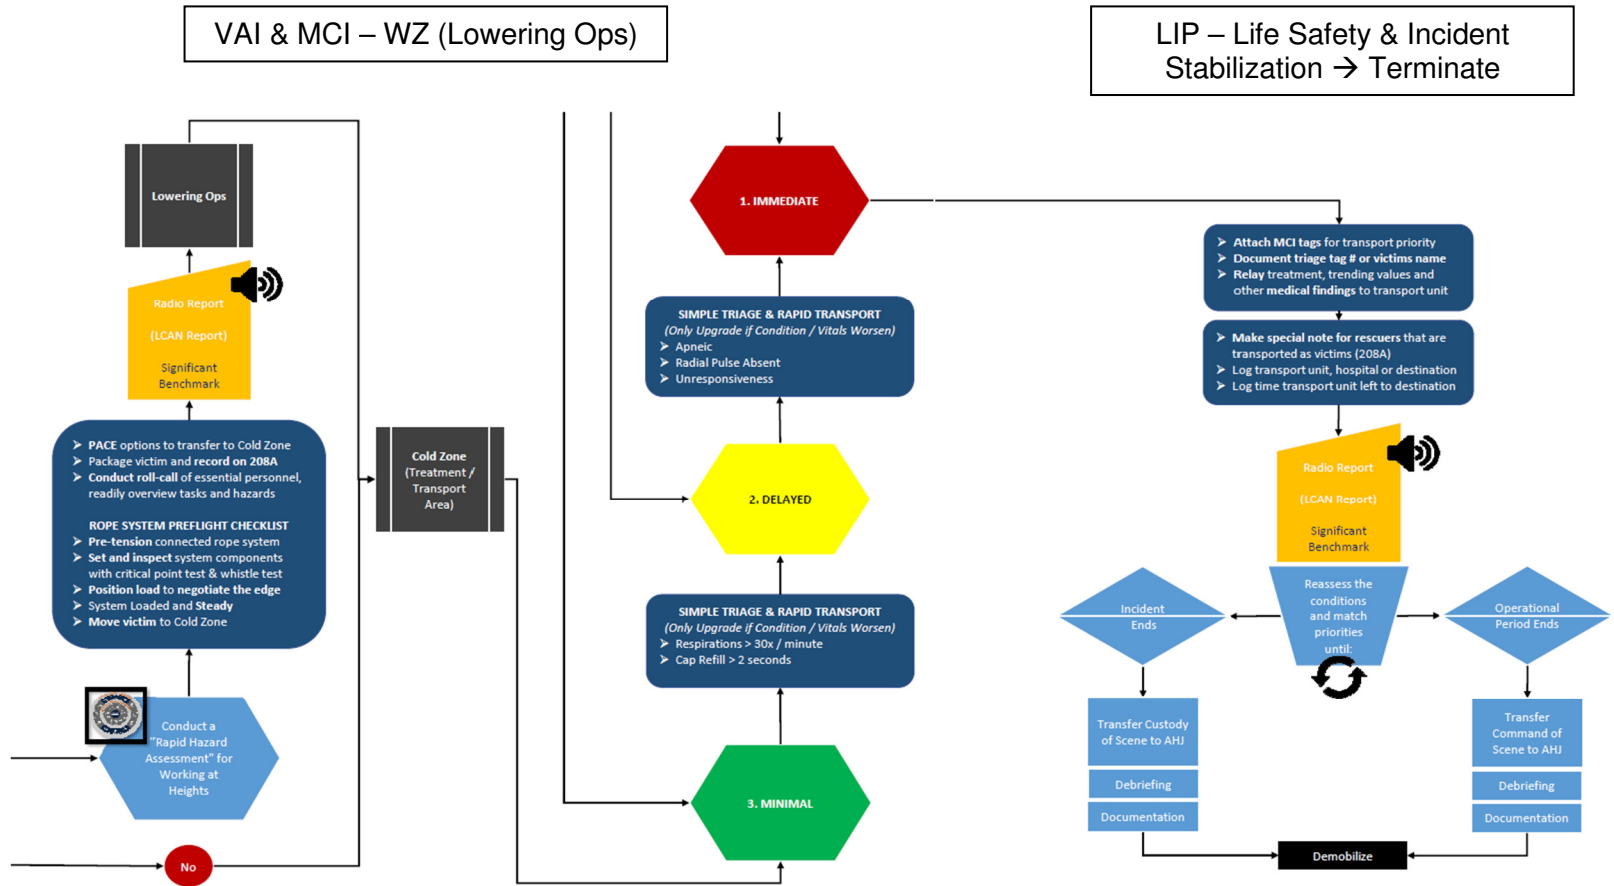 VAI & MCI – WZ (Lowering Ops)
LIP – Life Safety & Incident
Stabilization → Terminate
Lowering Ops
Radio Report
(LCAN Report)
Significant
Benchmark
➤ PACE options to transfer to Cold Zone
➤ Package victim and record on 208A
➤ Conduct roll-call of essential personnel,
readily overview tasks and hazards
ROPE SYSTEM PREFLIGHT CHECKLIST
➤ Pre-tension connected rope system
➤ Set and inspect system components
with critical point test & whistle test
➤ Position load to negotiate the edge
➤ System Loaded and Steady
➤ Move victim to Cold Zone
Conduct a
"Rapid Hazard
Assessment" for
Working at
Heights
No
Cold Zone
(Treatment /
Transport
Area)
1. IMMEDIATE
SIMPLE TRIAGE & RAPID TRANSPORT
(Only Upgrade if Condition / Vitals Worsen)
➤ Apneic
➤ Radial Pulse Absent
➤ Unresponsiveness
2. DELAYED
SIMPLE TRIAGE & RAPID TRANSPORT
(Only Upgrade if Condition / Vitals Worsen)
➤ Respirations > 30x / minute
➤ Cap Refill > 2 seconds
3. MINIMAL
➤ Attach MCI tags for transport priority
➤ Document triage tag # or victims name
➤ Relay treatment, trending values and
other medical findings to transport unit
➤ Make special note for rescuers that are
transported as victims (208A)
➤ Log transport unit, hospital or destination
➤ Log time transport unit left to destination
Radio Report
(LCAN Report)
Significant
Benchmark
Reassess the
conditions
and match
priorities
until:
Incident
Ends
Operational
Period Ends
Transfer Custody
of Scene to AHJ
Debriefing
Documentation
Transfer
Command of
Scene to AHJ
Debriefing
Documentation
Demobilize